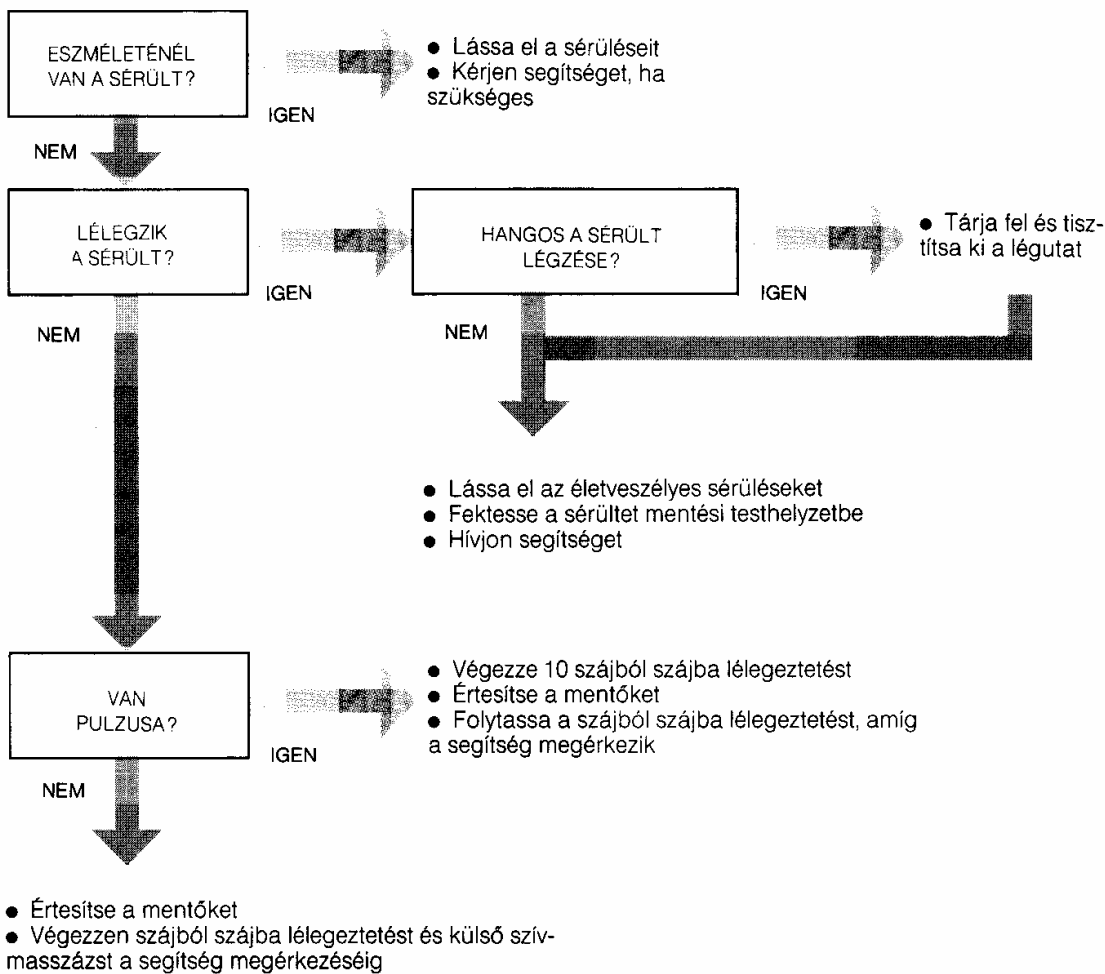 ESZMÉLETÉNÉL
VAN A SÉRÜLT?
IGEN
● Lássa el a sérüléseit
● Kérjen segítséget, ha
szükséges
NEM
LÉLEGZIK
A SÉRÜLT?
IGEN
HANGOS A SÉRÜLT
LÉGZÉSE?
IGEN
● Tárja fel és tisz-
títsa ki a légutat
NEM
NEM
● Lássa el az életveszélyes sérüléseket
● Fektesse a sérültet mentési testhelyzetbe
● Hívjon segítséget
VAN
PULZUSA?
IGEN
● Végezze 10 szájból szájba lélegeztetést
● Értesítse a mentőket
● Folytassa a szájból szájba lélegeztetést, amíg
a segítség megérkezik
NEM
● Értesítse a mentőket
● Végezzen szájból szájba lélegeztetést és külső szív-
masszázst a segítség megérkezéséig